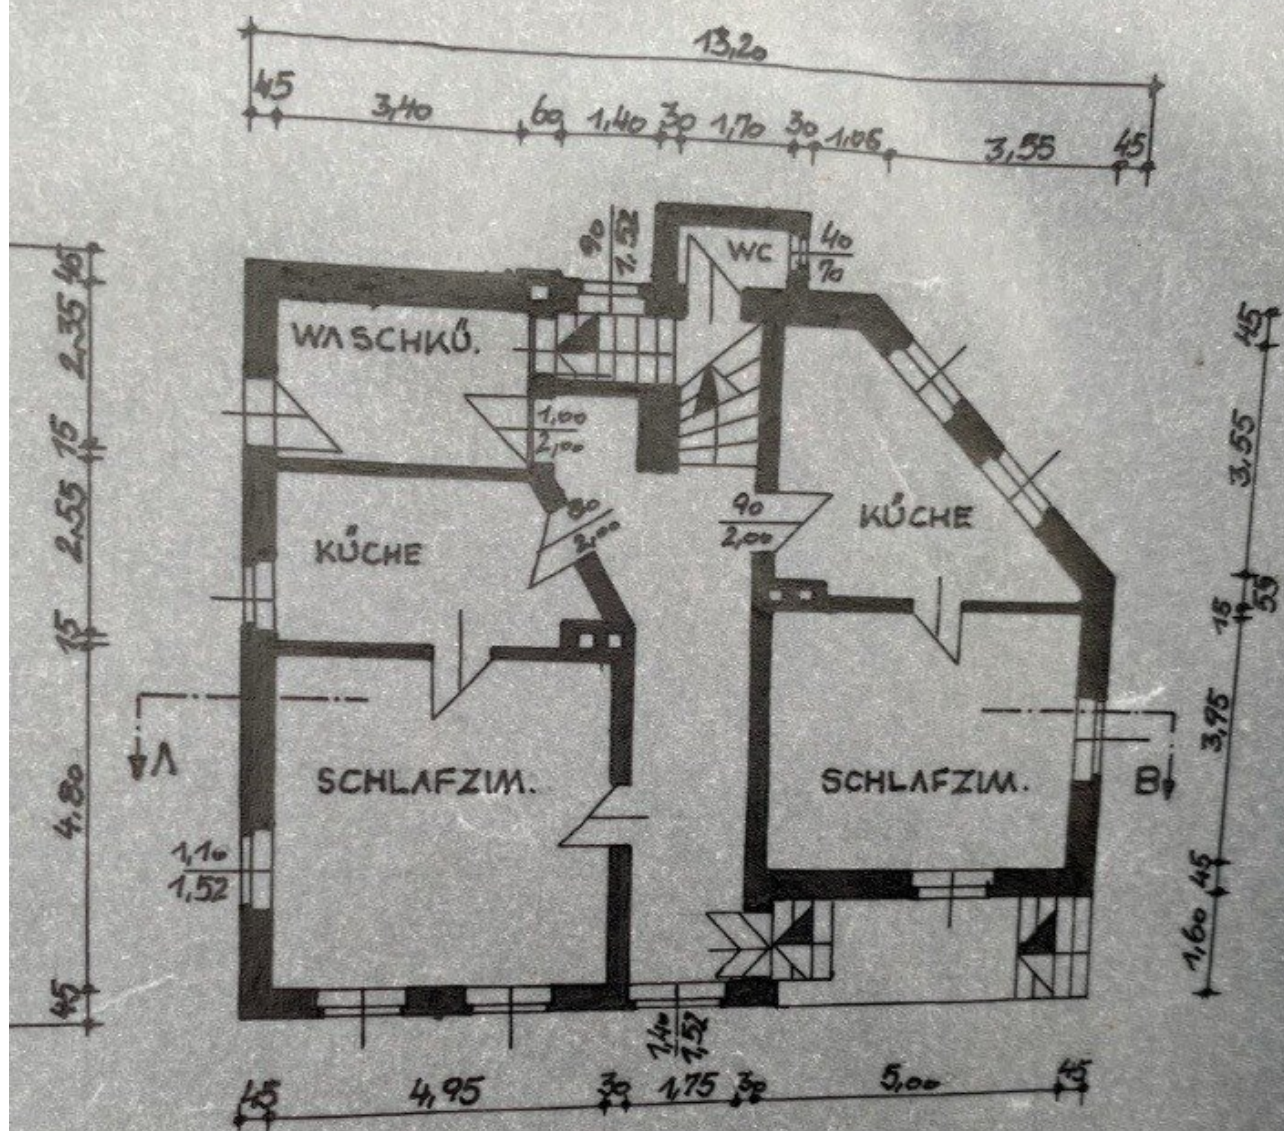 13,20
45 3,40 60 1,40 30 1,70 30 1,06 3,55 45
45
2,35
15
2,55
15
4.80
45
90
1,52
WC
40
70
WASCHKÜ.
1,00
2,00
KÜCHE
80
2,00
90
2,00
KÜCHE
45
3,55
55
15
3,95
45
1,60
A
SCHLAFZIM.
SCHLAFZIM.
B
1,10
1,52
1,40
1,52
45 4,95 30 1,75 30 5,00 45